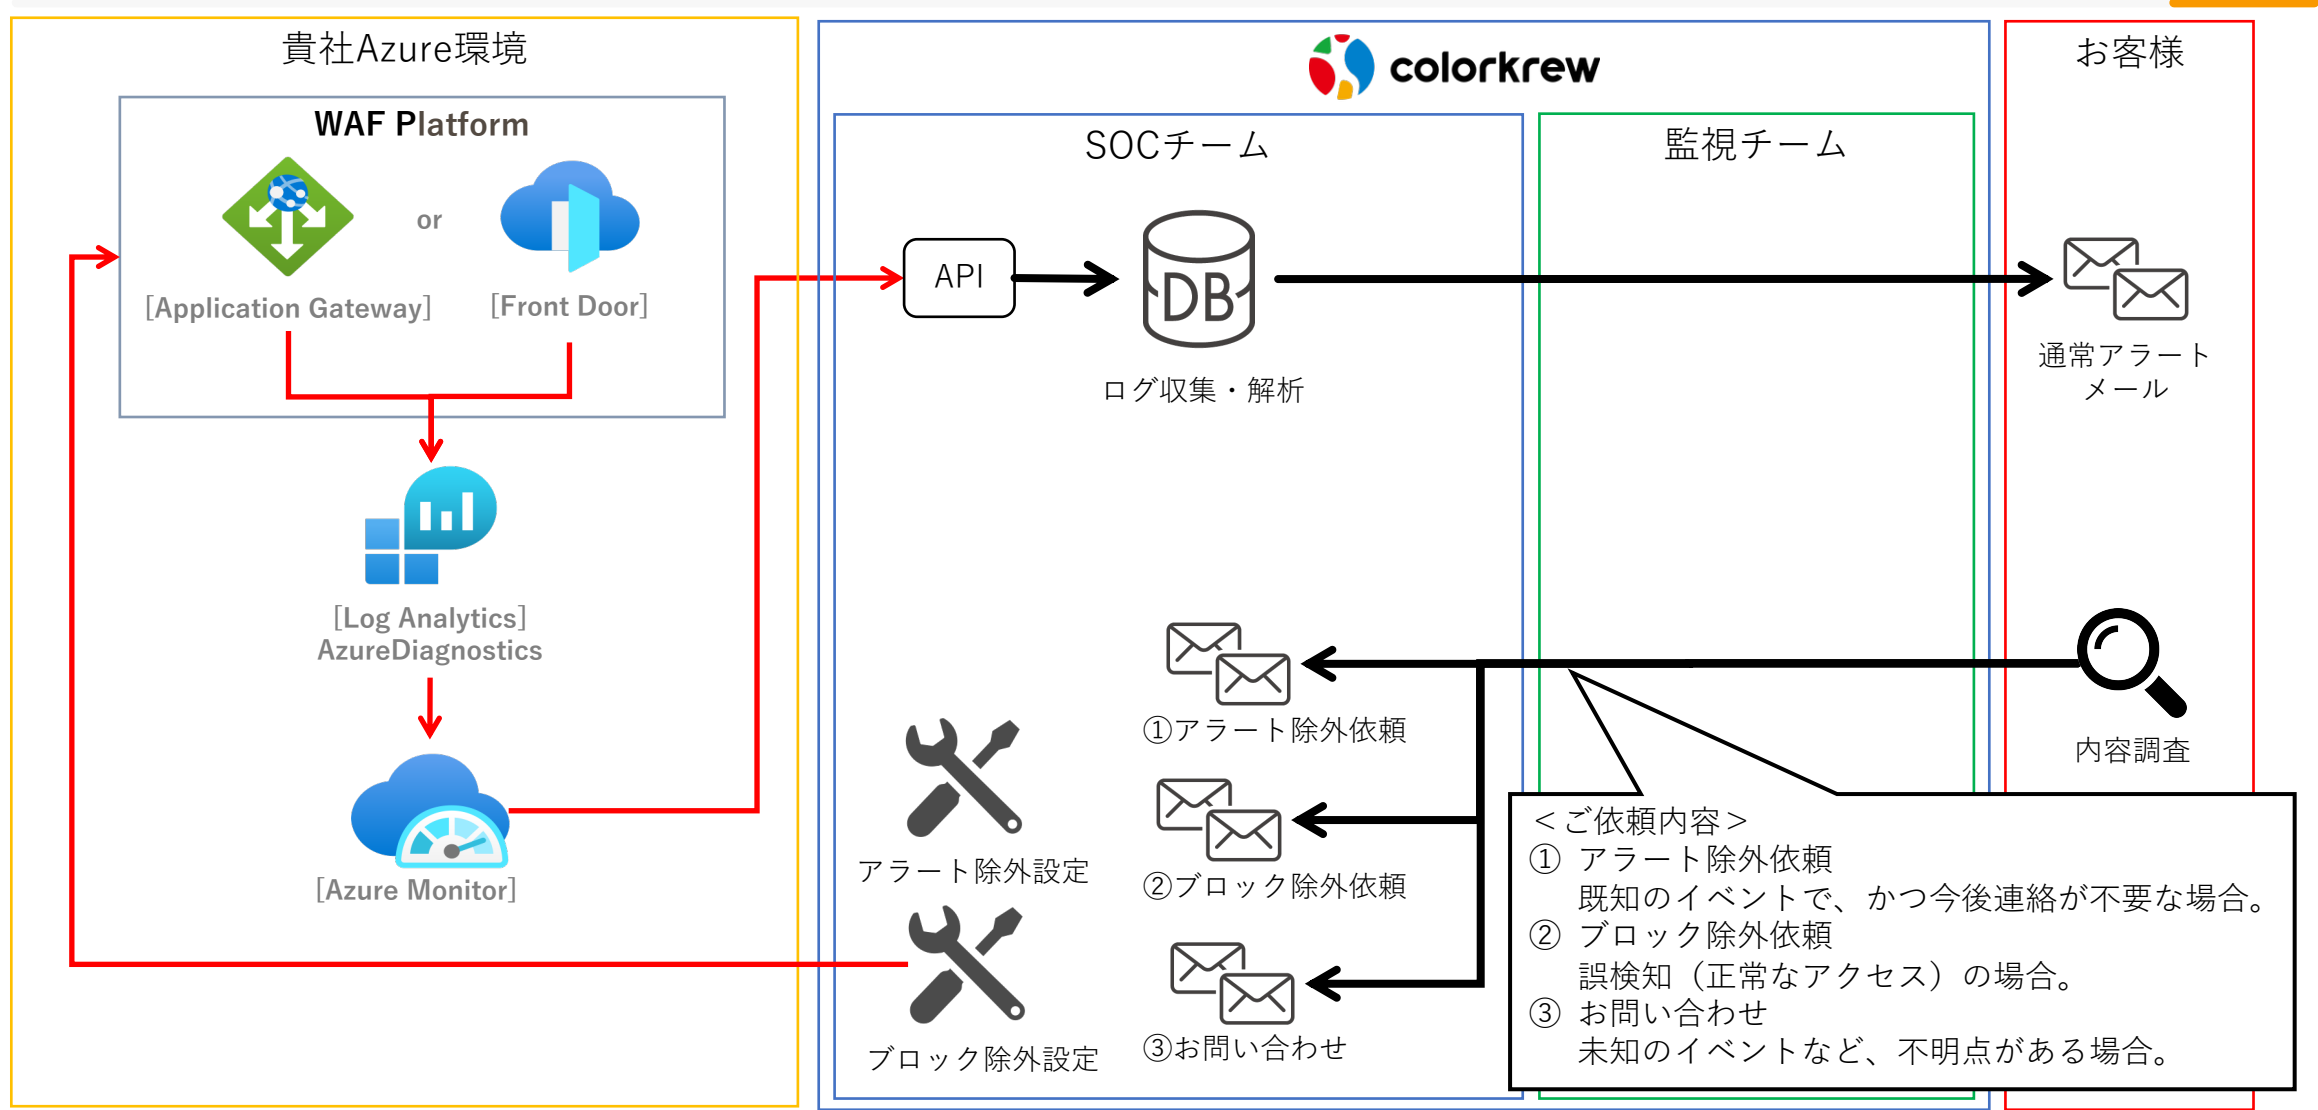 貴社Azure環境
WAF Platform
or
[Application Gateway]
[Front Door]
[Log Analytics]
AzureDiagnostics
[Azure Monitor]
colorkrew
SOCチーム
API
DB
ログ収集・解析
①アラート除外依頼
アラート除外設定
②ブロック除外依頼
ブロック除外設定
③お問い合わせ
監視チーム
お客様
通常アラート
メール
内容調査
＜ご依頼内容＞
① アラート除外依頼
既知のイベントで、かつ今後連絡が不要な場合。
② ブロック除外依頼
誤検知（正常なアクセス）の場合。
③ お問い合わせ
未知のイベントなど、不明点がある場合。